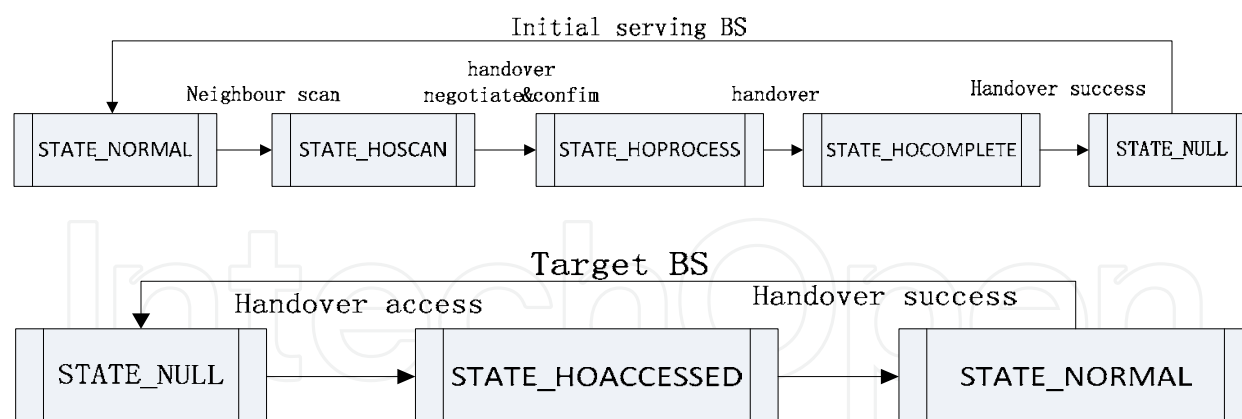 Initial serving BS
handover
Neighbour scan negotiate&confim handover Handover success
STATE_NORMAL STATE_HOSCAN STATE_HOPROCESS STATE_HOCOMPLETE STATE_NULL
Target BS
Handover access Handover success
STATE_NULL STATE_HOACCESSED STATE_NORMAL
IntechOpen